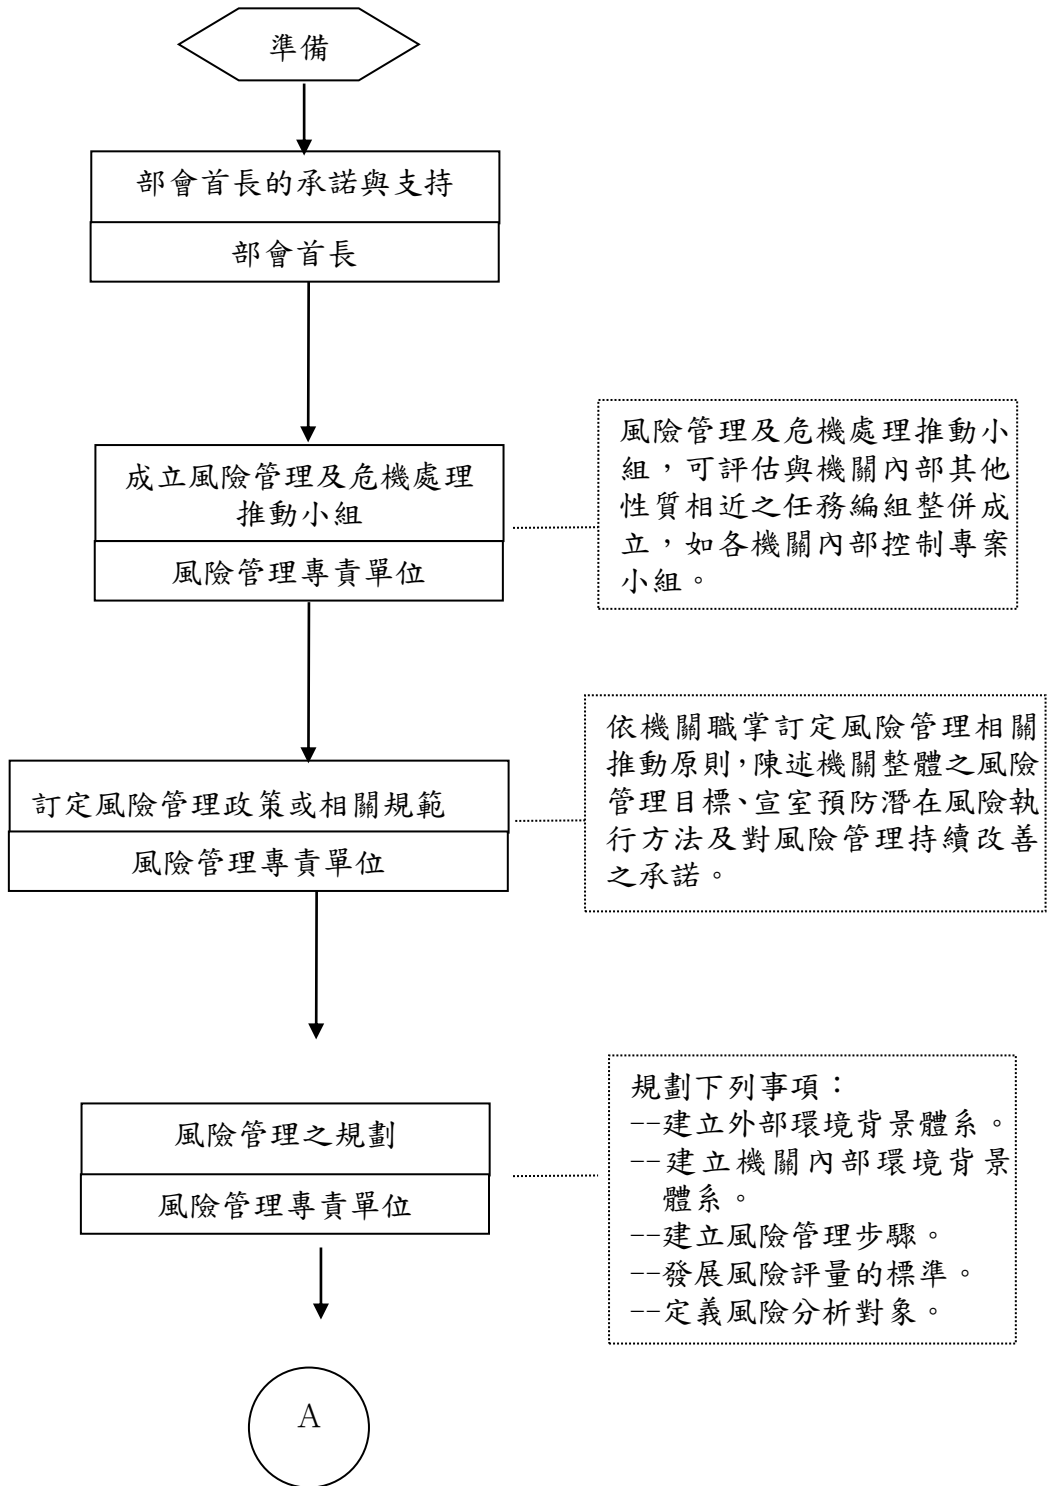 準備
部會首長的承諾與支持
部會首長
成立風險管理及危機處理
推動小組
風險管理專責單位
風險管理及危機處理推動小
組，可評估與機關內部其他
性質相近之任務編組整併成
立，如各機關內部控制專案
小組。
訂定風險管理政策或相關規範
風險管理專責單位
依機關職掌訂定風險管理相關
推動原則，陳述機關整體之風險
管理目標、宣室預防潛在風險執
行方法及對風險管理持續改善
之承諾。
風險管理之規劃
風險管理專責單位
規劃下列事項：
--建立外部環境背景體系。
--建立機關內部環境背景
體系。
--建立風險管理步驟。
--發展風險評量的標準。
--定義風險分析對象。
A